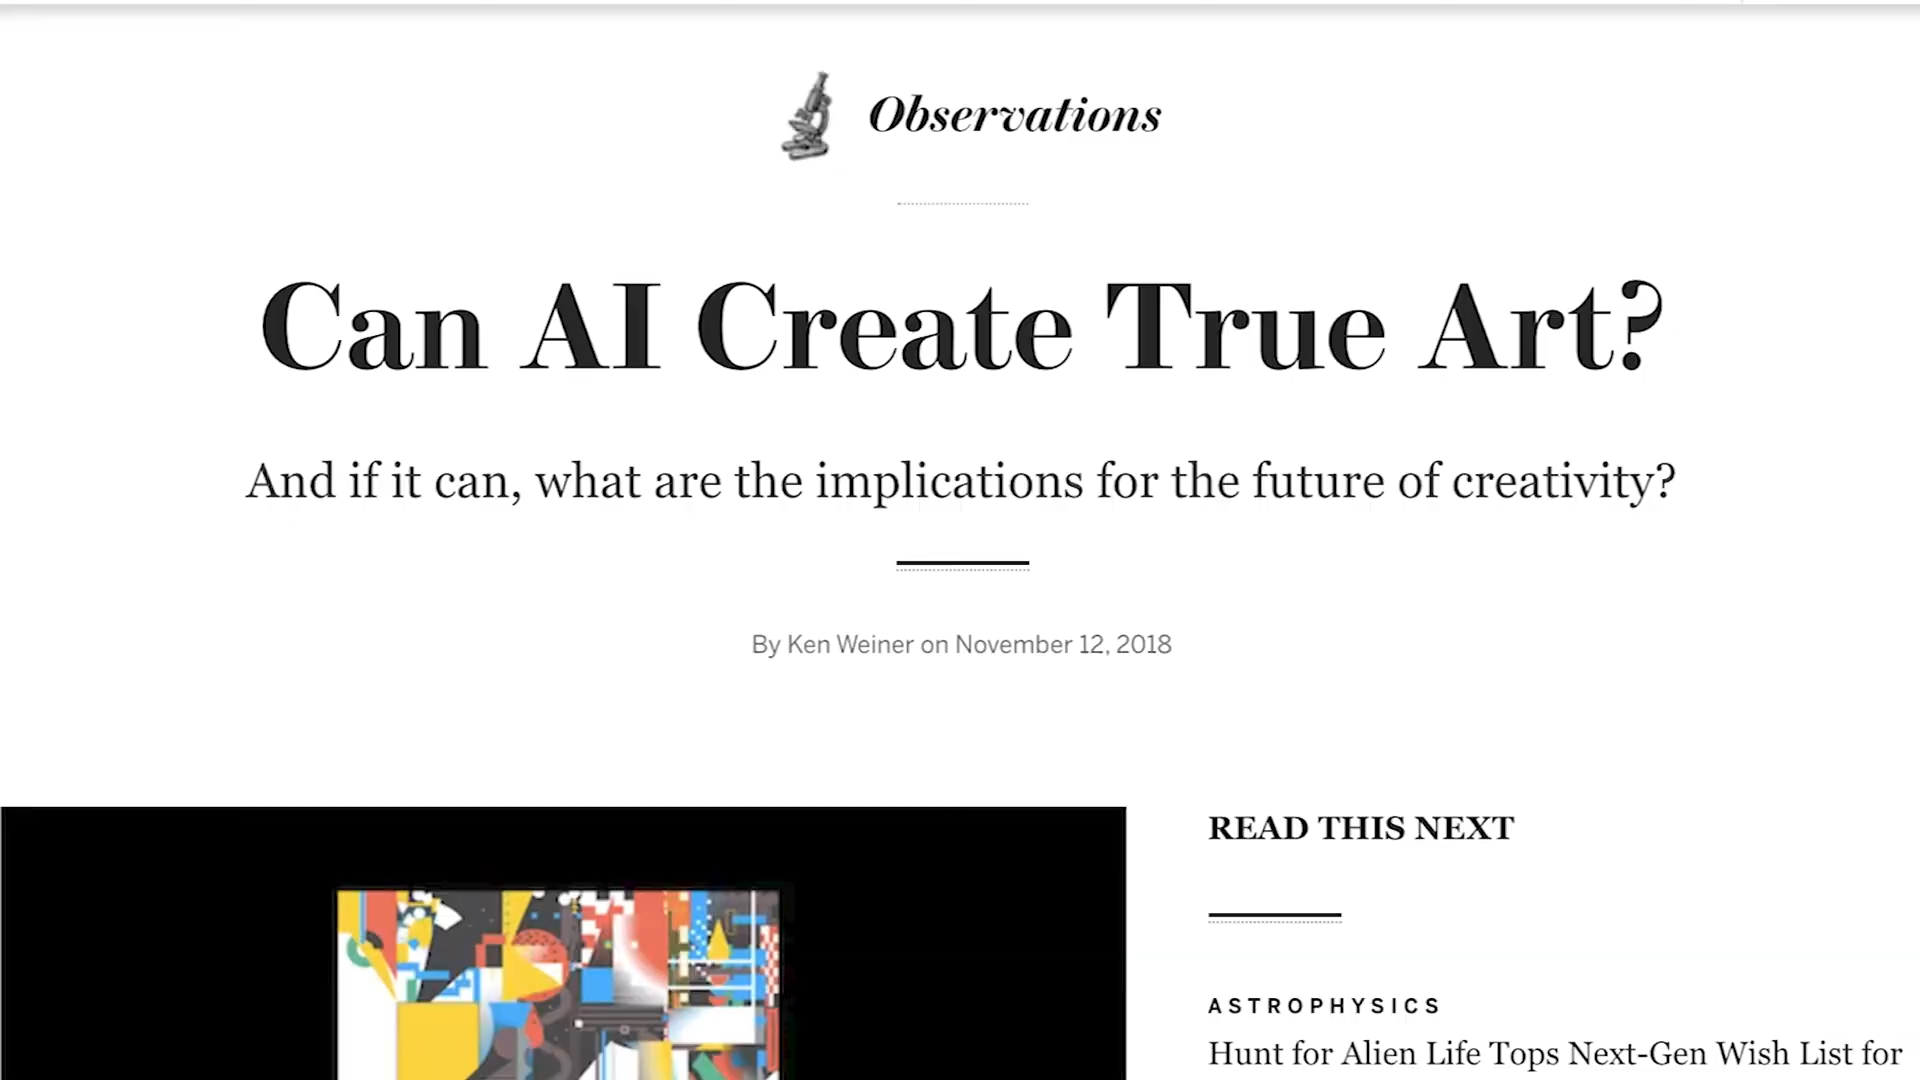 Observations
Can AI Create True Art?
And if it can, what are the implications for the future of creativity?
By Ken Weiner on November 12, 2018
READ THIS NEXT
ASTROPHYSICS
Hunt for Alien Life Tops Next-Gen Wish List for